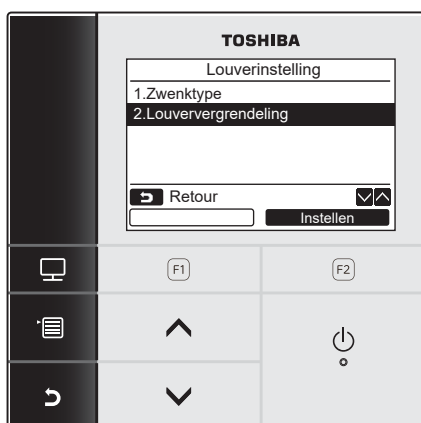 TOSHIBA
Louverinstelling
1.Zwenktype
2.Louververgrendeling
Retour
Instellen
F1 F2